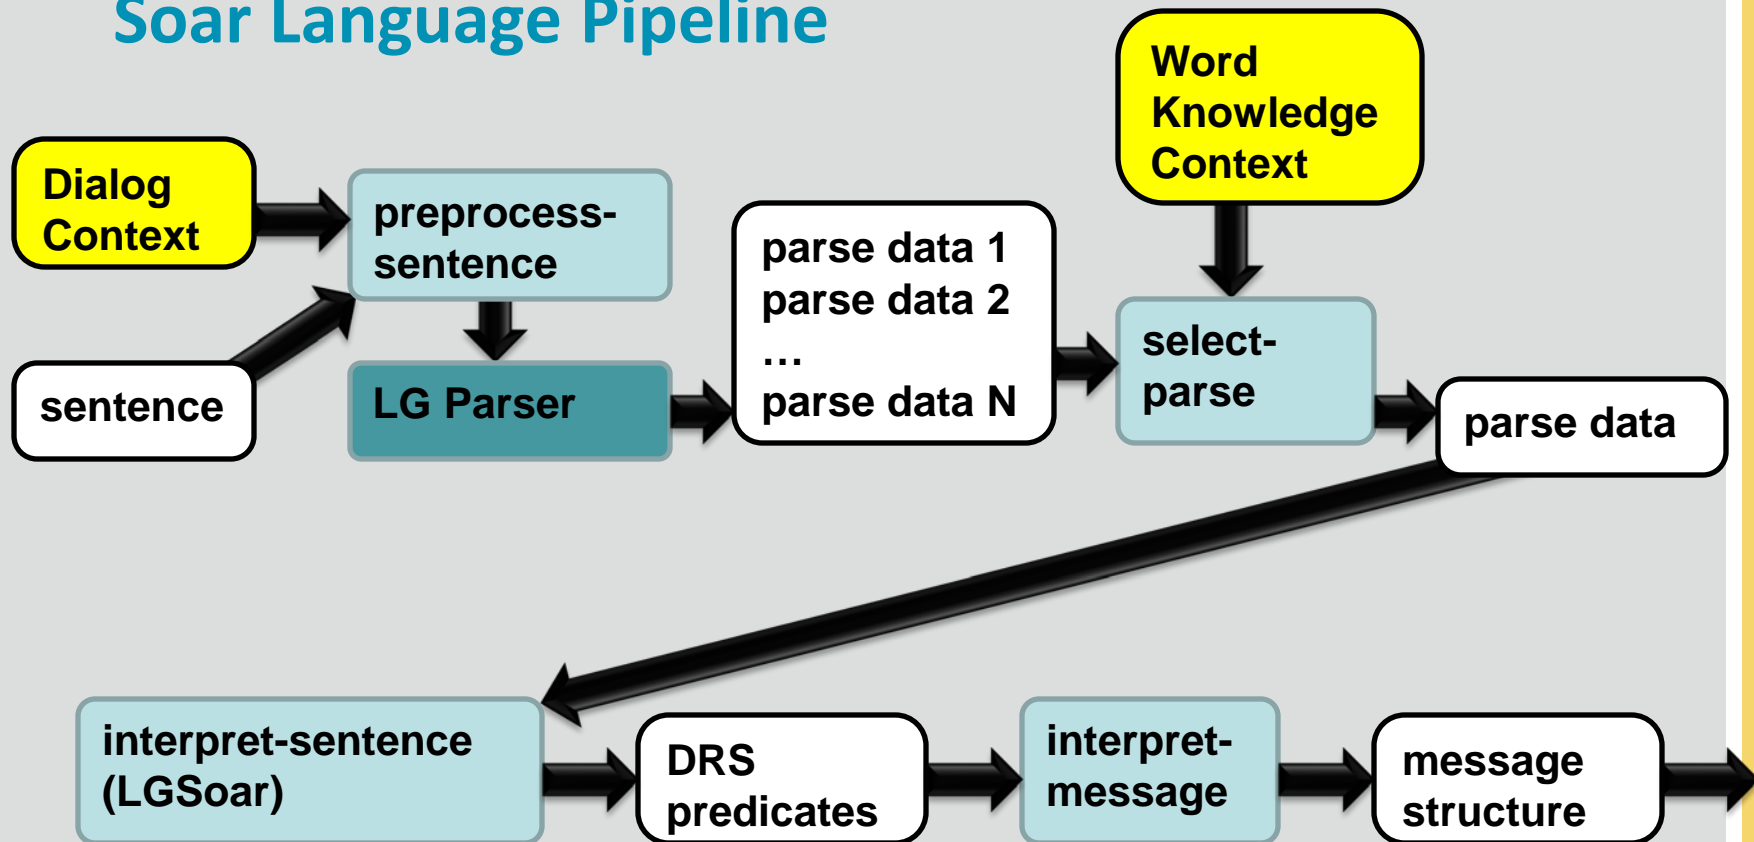 Soar Language Pipeline
Word
Knowledge
Context
Dialog
Context
preprocess-
sentence
sentence
LG Parser
parse data 1
parse data 2
…
parse data N
select-
parse
parse data
interpret-sentence
(LGSoar)
DRS
predicates
interpret-
message
message
structure